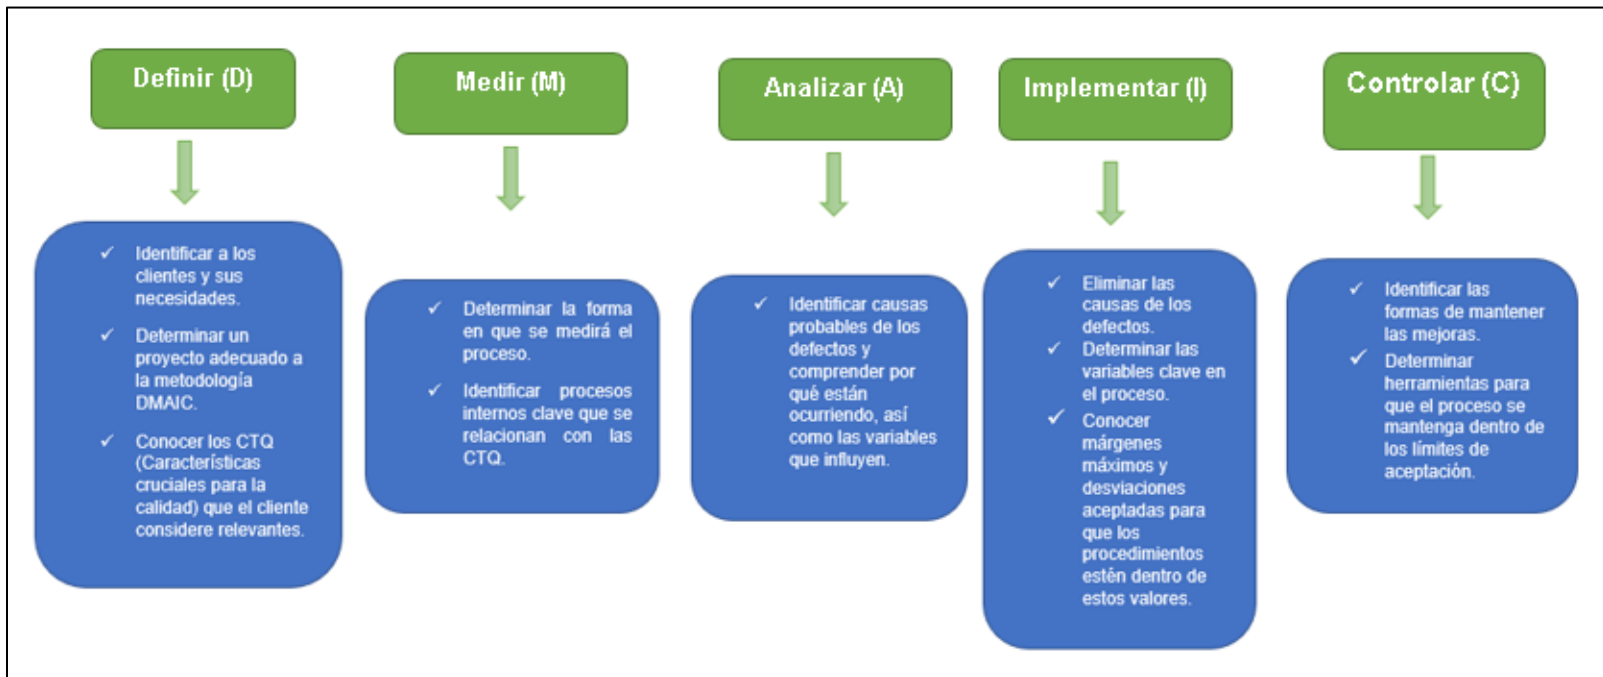 Definir (D)
Identificar a los
clientes y sus
necesidades.
Determinar un
proyecto adecuado a
la metodología
DMAIC.
Conocer los CTQ
(Características
cruciales para la
calidad) que el cliente
considere relevantes.
Medir (M)
Determinar la forma
en que se medirá el
proceso.
Identificar procesos
internos clave que se
relacionan con las
CTQ.
Analizar (A)
Identificar causas
probables de los
defectos y
comprender por
qué están
ocurriendo, así
como las variables
que influyen.
Implementar (I)
Eliminar las
causas de los
defectos.
Determinar las
variables clave en
el proceso.
Conocer
márgenes
máximos y
desviaciones
aceptadas para
que los
procedimientos
estén dentro de
estos valores.
Controlar (C)
Identificar las
formas de mantener
las mejoras.
Determinar
herramientas para
que el proceso se
mantenga dentro de
los límites de
aceptación.